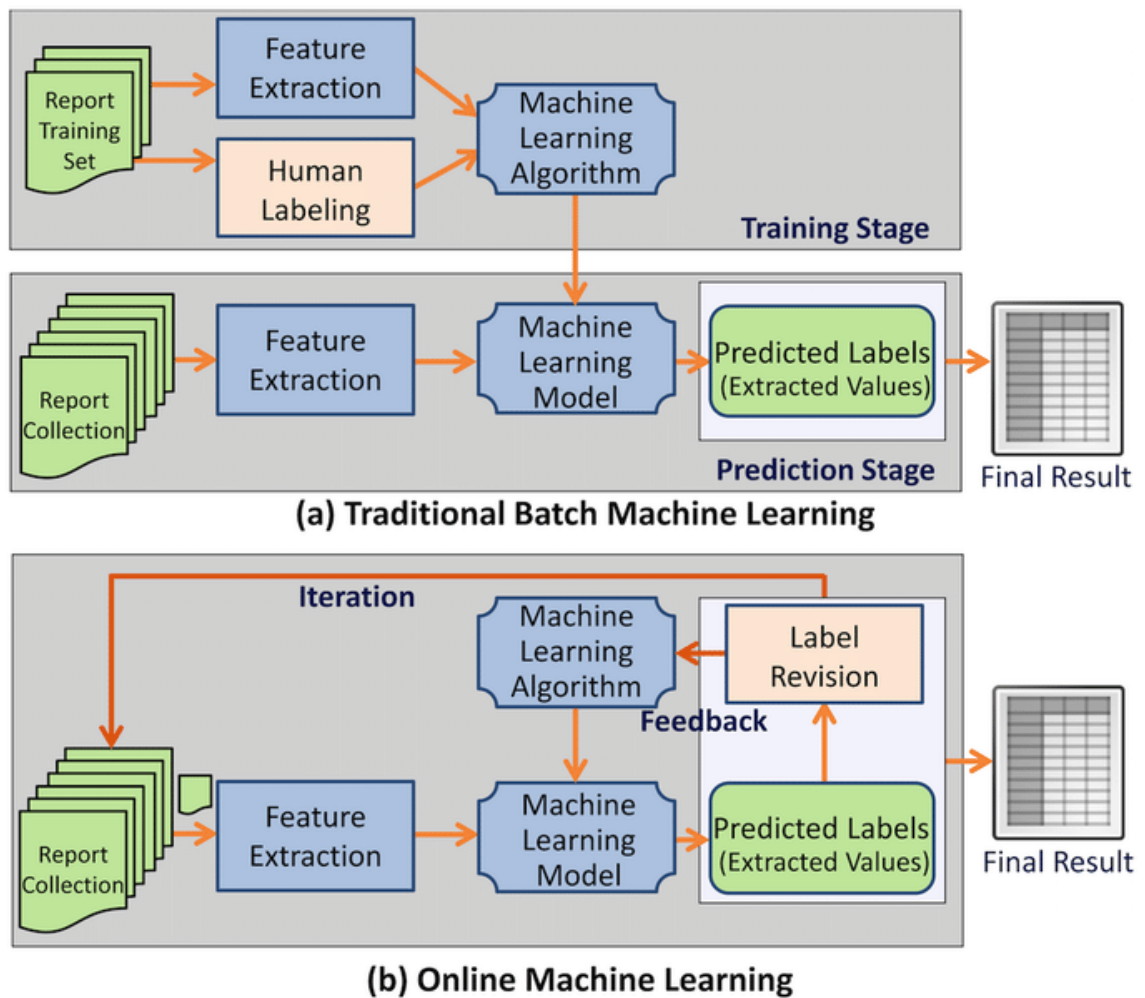 Report
Training
Set
Feature
Extraction
Human
Labeling
Machine
Learning
Algorithm
Training Stage
Report
Collection
Feature
Extraction
Machine
Learning
Model
Predicted Labels
(Extracted Values)
Prediction Stage
Final Result
(a) Traditional Batch Machine Learning
Iteration
Machine
Learning
Algorithm
Label
Revision
Feedback
Report
Collection
Feature
Extraction
Machine
Learning
Model
Predicted Labels
(Extracted Values)
Final Result
(b) Online Machine Learning